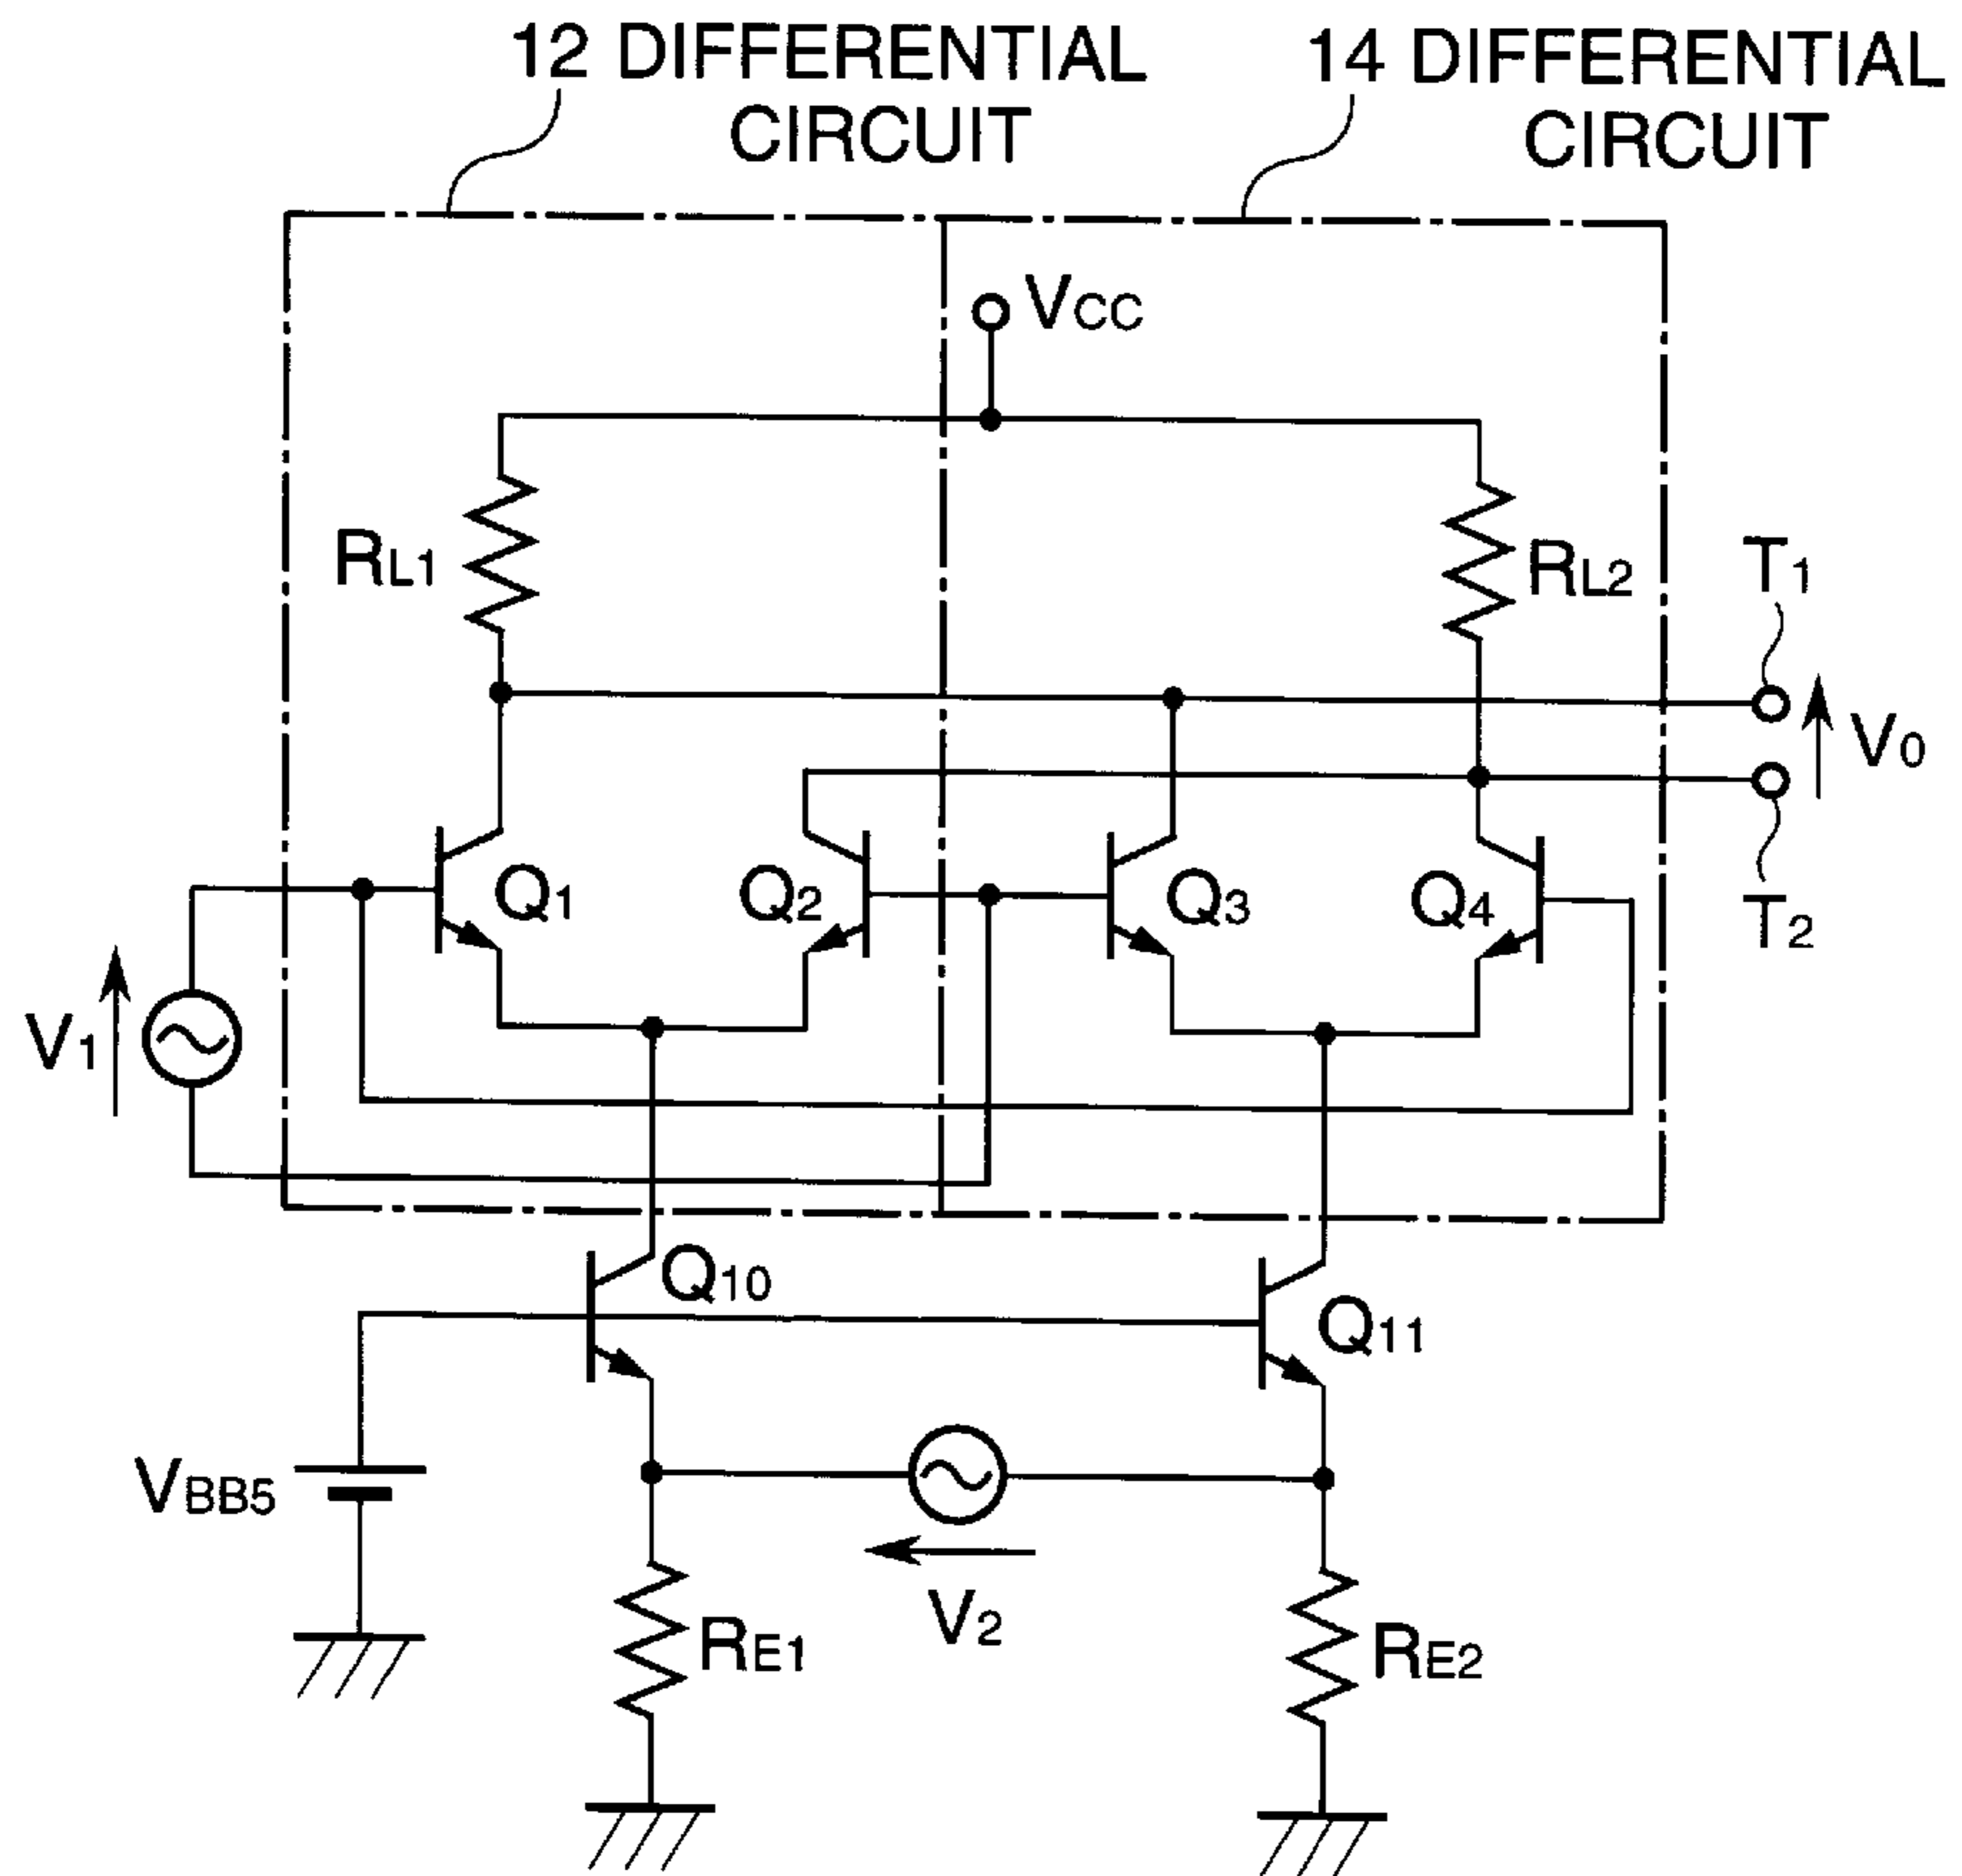 12 DIFFERENTIAL
CIRCUIT
14 DIFFERENTIAL
CIRCUIT
VCC
RL1
RL2
T1
V0
Q1
Q2
Q3
Q4
T2
V1
Q10
Q11
VBB5
V2
RE1
RE2